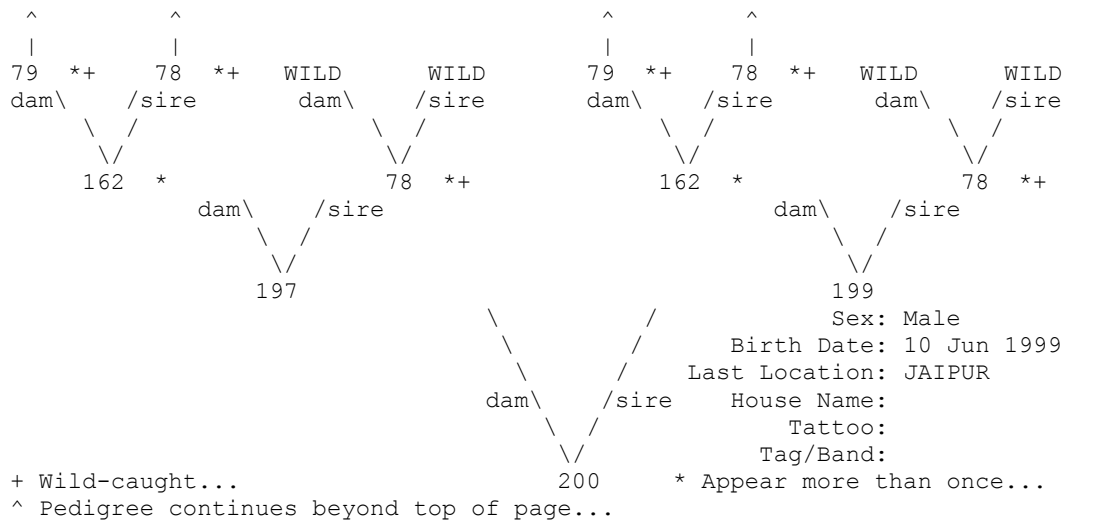 ^ ^ ^ ^
| | | |
79 *+ 78 *+ WILD WILD 79 *+ 78 *+ WILD WILD
dam\ /sire dam\ /sire dam\ /sire dam\ /sire
\ / \ / \ / \ /
\/ \/ \/ \/
162 * 78 *+ 162 * 78 *+
dam\ /sire dam\ /sire
\ / \ /
\/ \/
197 199
\ / Sex: Male
\ / Birth Date: 10 Jun 1999
\ / Last Location: JAIPUR
dam\ /sire House Name:
\ / Tattoo:
\/ Tag/Band:
+ Wild-caught... 200 * Appear more than once...
^ Pedigree continues beyond top of page...